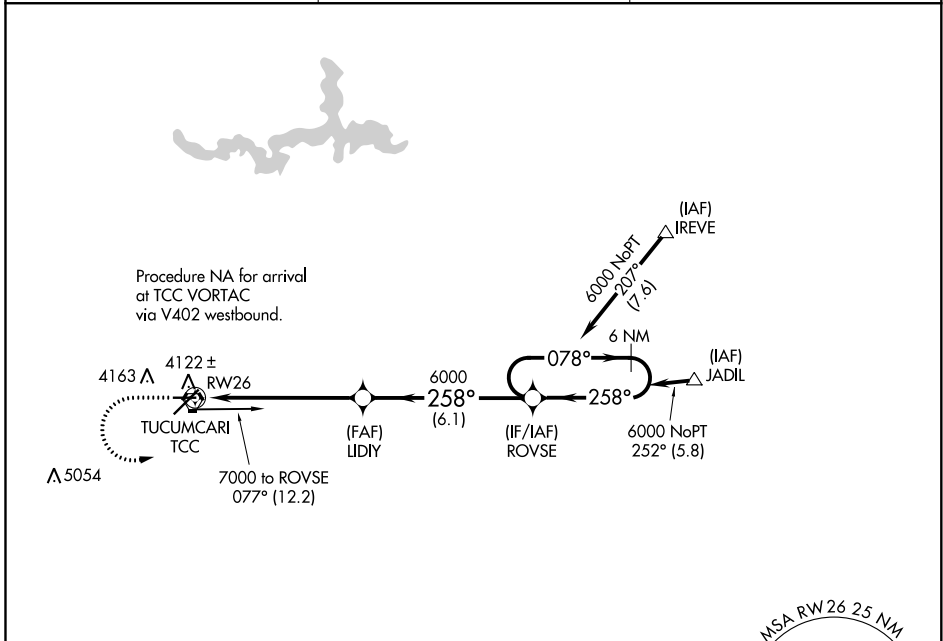 (IAF)
IREVE
6000 NoPT
207°
(7.6)
Procedure NA for arrival
at TCC VORTAC
via V402 westbound.
6 NM
078°
(IAF)
JADIL
4163
4122 ±
RW26
6000
258°
(6.1)
258°
TUCUMCARI
TCC
(FAF)
LIDIY
(IF/IAF)
ROVSE
6000 NoPT
252° (5.8)
5054
7000 to ROVSE
077° (12.2)
MSA RW 26 25 NM